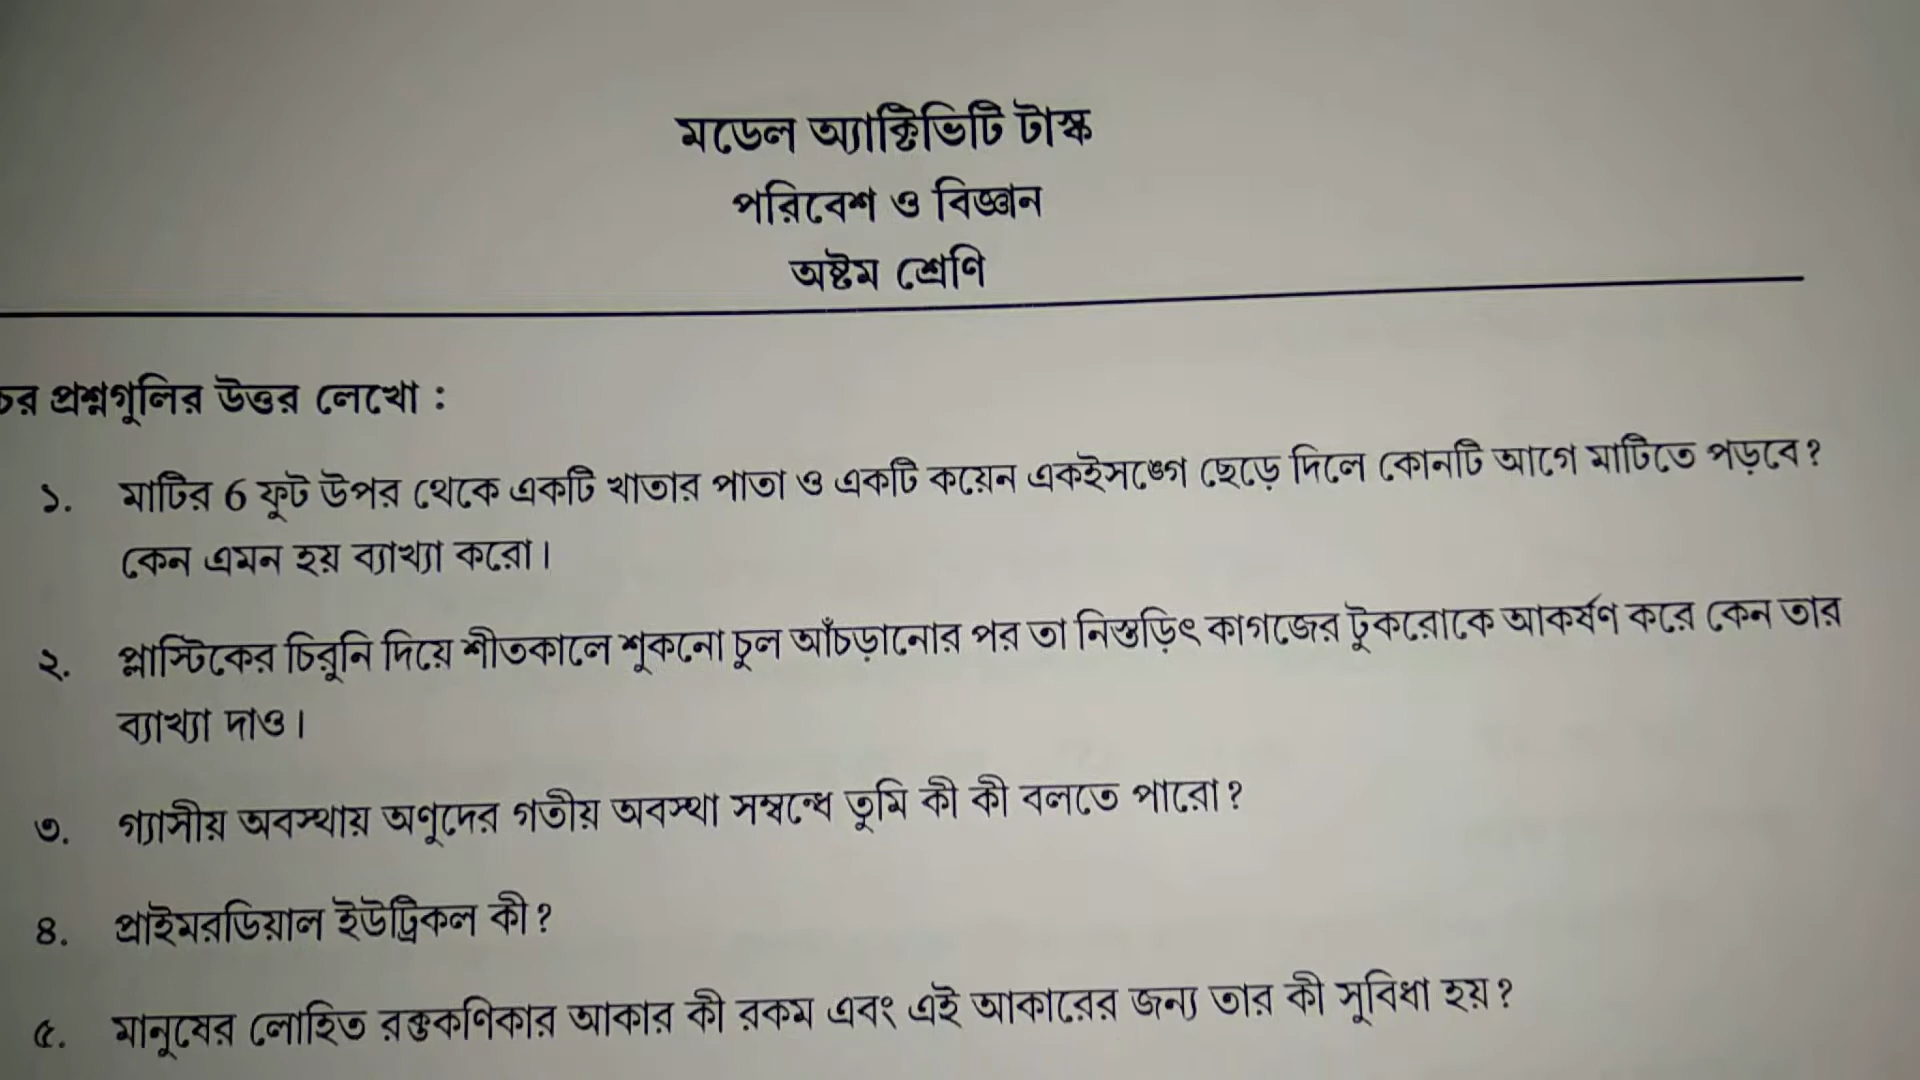 মডেল অ্যাক্টিভিটি টাস্ক
পরিবেশ ও বিজ্ঞান
অষ্টম শ্রেণি
চের প্রশ্নগুলির উত্তর লেখো :
১. মাটির 6 ফুট উপর থেকে একটি খাতার পাতা ও একটি কয়েন একইসঙ্গে ছেড়ে দিলে কোনটি আগে মাটিতে পড়বে?
কেন এমন হয় ব্যাখ্যা করো।
২. প্লাস্টিকের চিরুনি দিয়ে শীতকালে শুকনো চুল আঁচড়ানোর পর তা নিস্তড়িৎ কাগজের টুকরোকে আকর্ষণ করে কেন তার
ব্যাখ্যা দাও।
৩. গ্যাসীয় অবস্থায় অণুদের গতীয় অবস্থা সম্বন্ধে তুমি কী কী বলতে পারো?
৪. প্রাইমরডিয়াল ইউট্রিকল কী?
৫. মানুষের লোহিত রক্তকণিকার আকার কী রকম এবং এই আকারের জন্য তার কী সুবিধা হয়?